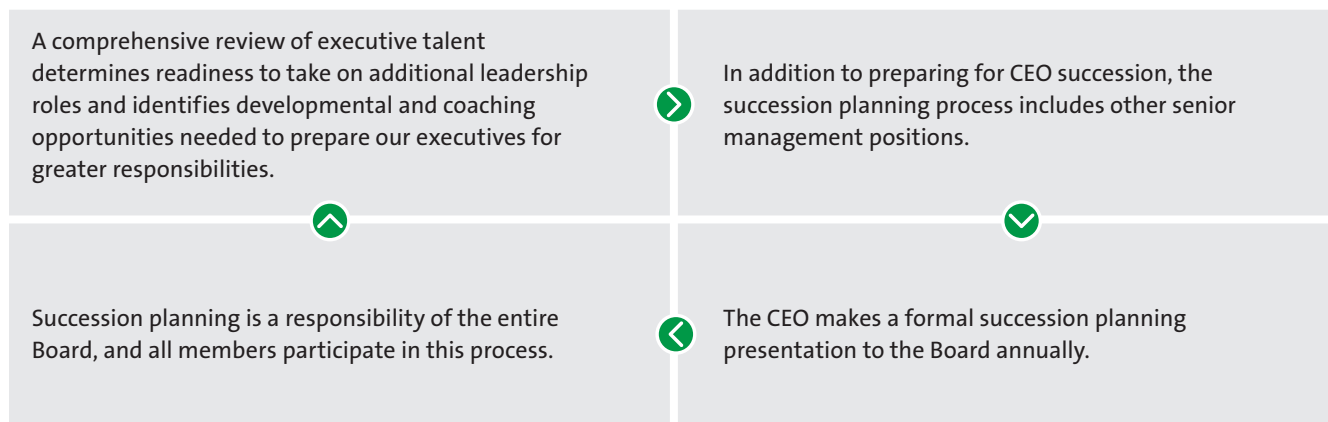 A comprehensive review of executive talent
determines readiness to take on additional leadership
roles and identifies developmental and coaching
opportunities needed to prepare our executives for
greater responsibilities.
In addition to preparing for CEO succession, the
succession planning process includes other senior
management positions.
Succession planning is a responsibility of the entire
Board, and all members participate in this process.
The CEO makes a formal succession planning
presentation to the Board annually.